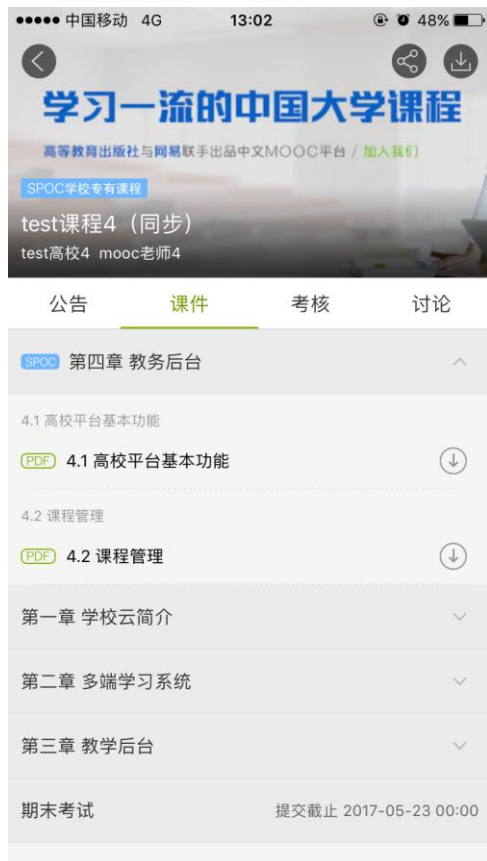 中国移动 4G 13:02 48%
学习一流的中国大学课程
高等教育出版社与网易联手出品中文MOOC平台 / 加入我们
SPOC学校专有课程
test课程4（同步）
test高校4 mooc老师4
公告 课件 考核 讨论
SPOC 第四章 教务后台
4.1 高校平台基本功能
PDF 4.1 高校平台基本功能
4.2 课程管理
PDF 4.2 课程管理
第一章 学校云简介
第二章 多端学习系统
第三章 教学后台
期末考试 提交截止 2017-05-23 00:00